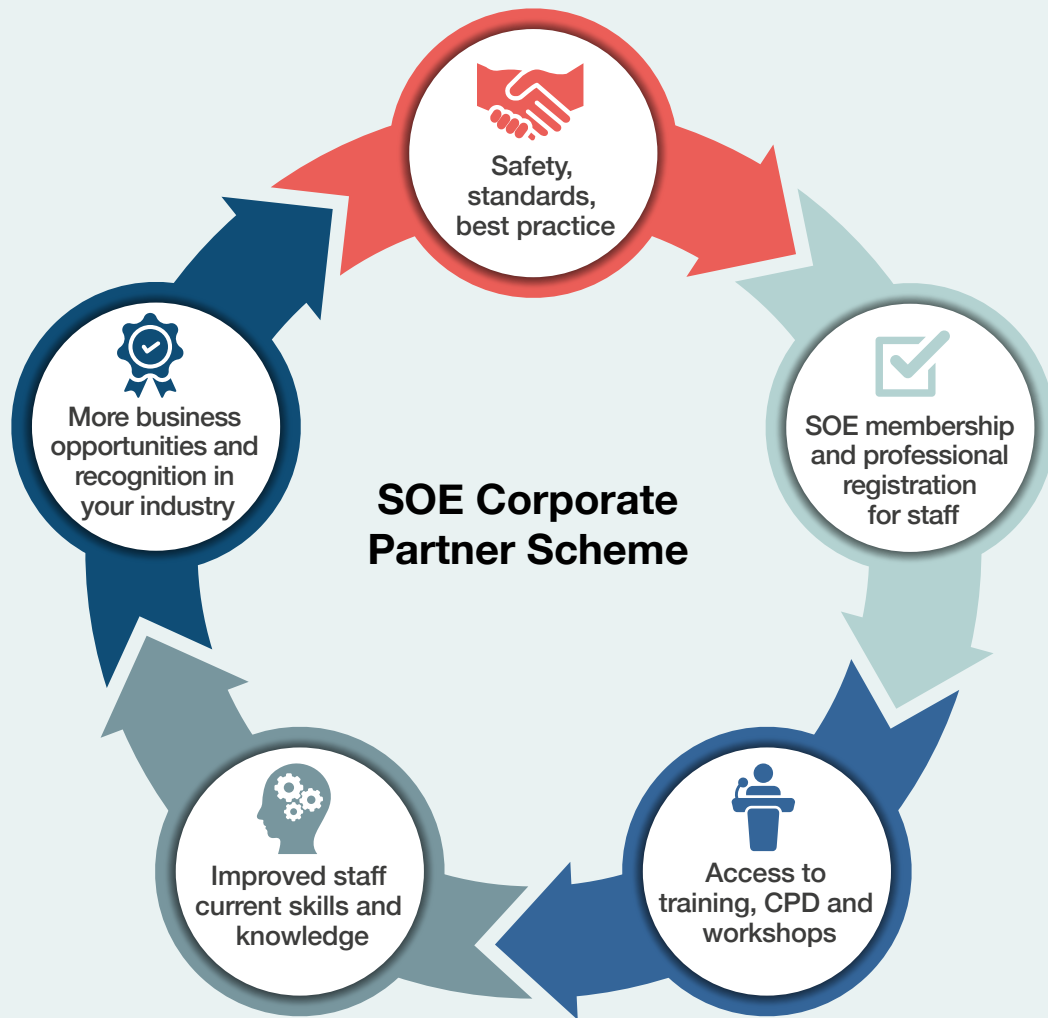 Safety,
standards,
best practice
SOE membership
and professional
registration
for staff
Access to
training, CPD and
workshops
Improved staff
current skills and
knowledge
More business
opportunities and
recognition in
your industry
SOE Corporate
Partner Scheme